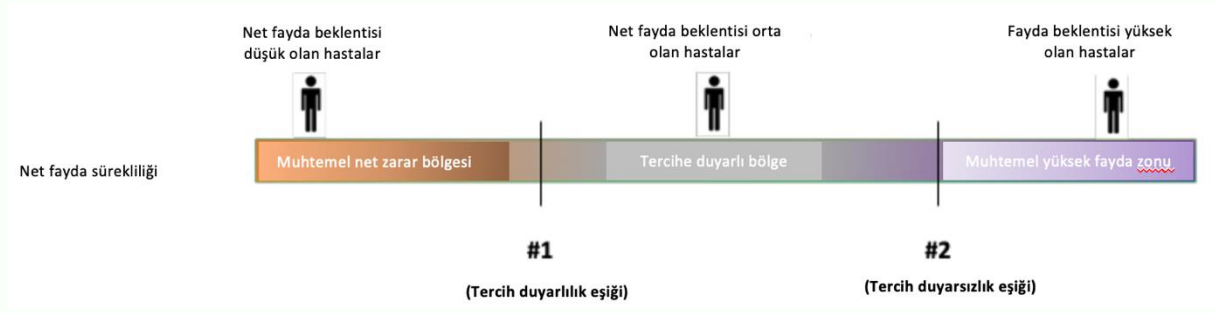 Net fayda beklentisi
düşük olan hastalar
Net fayda beklentisi orta
olan hastalar
Fayda beklentisi yüksek
olan hastalar
Net fayda sürekliliği
Muhtemel net zarar bölgesi
Tercihe duyarlı bölge
Muhtemel yüksek fayda zonu
#1
#2
(Tercih duyarlılık eşiği)
(Tercih duyarsızlık eşiği)